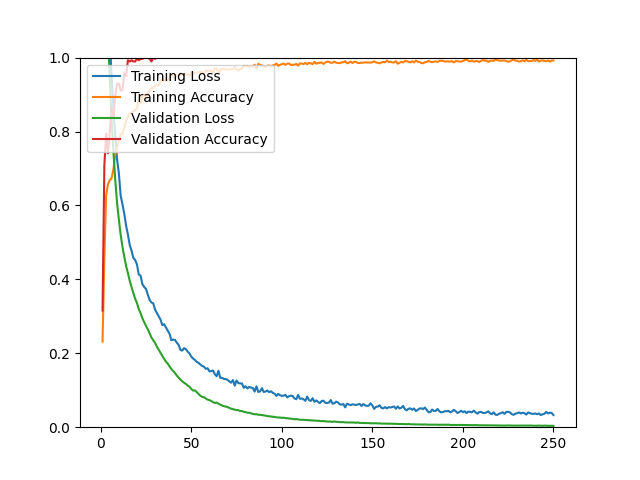 1.0
0.8
0.6
0.4
0.2
0.0
Training Loss
Training Accuracy
Validation Loss
Validation Accuracy
0 50 100 150 200 250